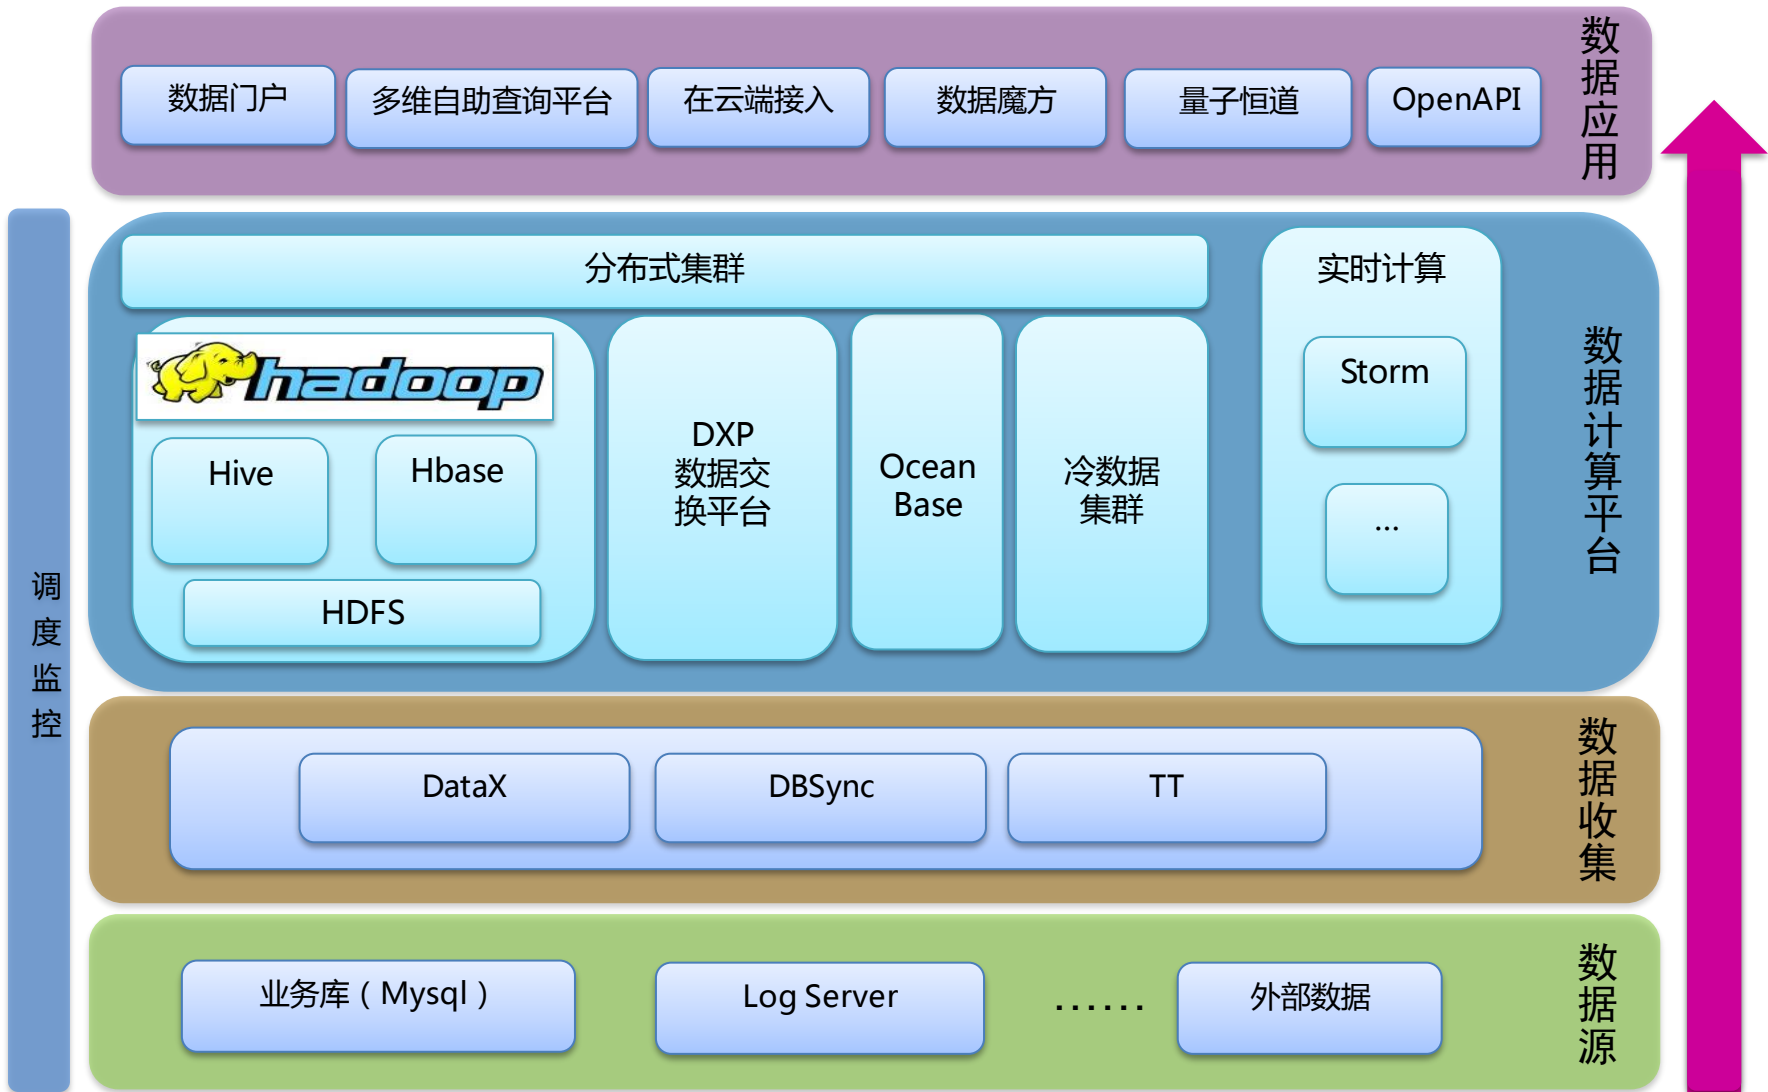 数据门户
多维自助查询平台
在云端接入
数据魔方
量子恒道
OpenAPI
数据应用
分布式集群
实时计算
hadoop
Hive
Hbase
HDFS
DXP
数据交
换平台
Ocean
Base
冷数据
集群
Storm
...
数据计算平台
调度监控
DataX
DBSync
TT
数据收集
业务库（Mysql）
Log Server
......
外部数据
数据源